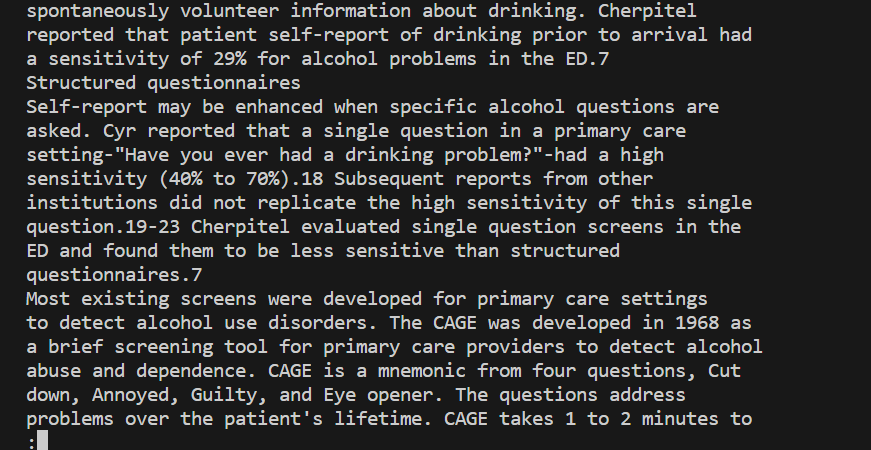 spontaneously volunteer information about drinking. Cherpitel
reported that patient self-report of drinking prior to arrival had
a sensitivity of 29% for alcohol problems in the ED.7
Structured questionnaires
Self-report may be enhanced when specific alcohol questions are
asked. Cyr reported that a single question in a primary care
setting-"Have you ever had a drinking problem?"-had a high
sensitivity (40% to 70%).18 Subsequent reports from other
institutions did not replicate the high sensitivity of this single
question.19-23 Cherpitel evaluated single question screens in the
ED and found them to be less sensitive than structured
questionnaires.7
Most existing screens were developed for primary care settings
to detect alcohol use disorders. The CAGE was developed in 1968 as
a brief screening tool for primary care providers to detect alcohol
abuse and dependence. CAGE is a mnemonic from four questions, Cut
down, Annoyed, Guilty, and Eye opener. The questions address
problems over the patient's lifetime. CAGE takes 1 to 2 minutes to
: